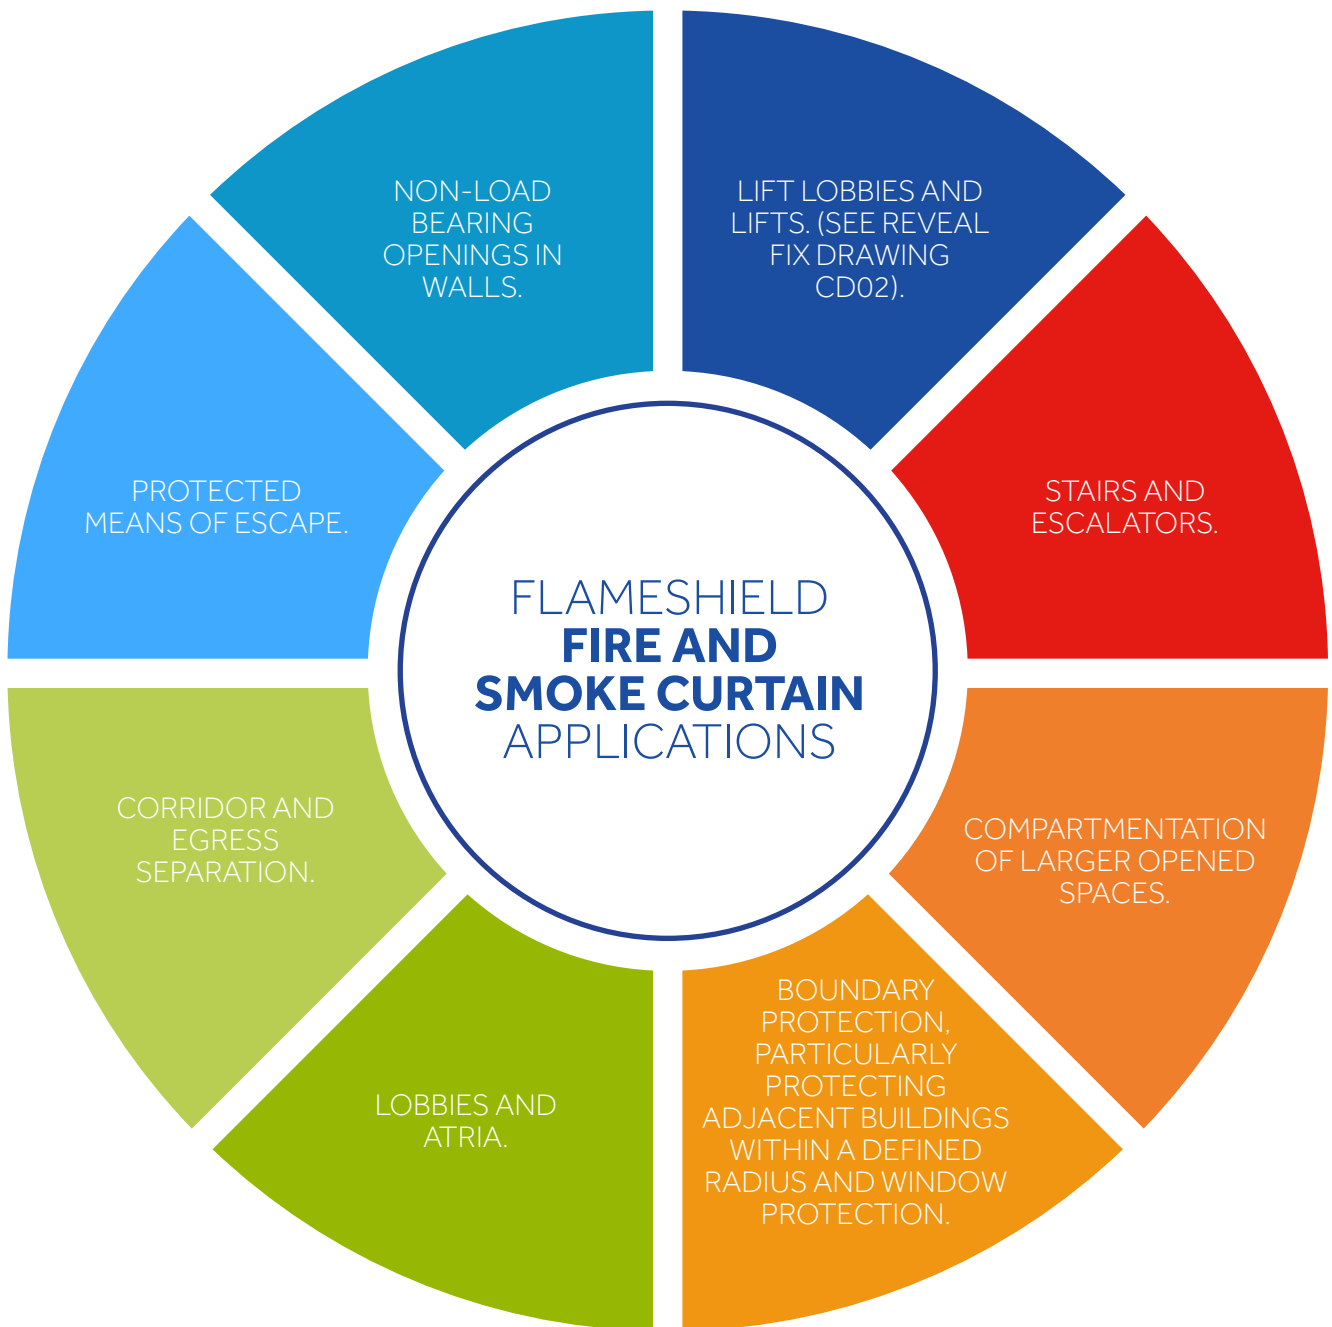 FLAMESHIELD
FIRE AND
SMOKE CURTAIN
APPLICATIONS
LIFT LOBBIES AND
LIFTS. (SEE REVEAL
FIX DRAWING
CD02).
STAIRS AND
ESCALATORS.
COMPARTMENTATION
OF LARGER OPENED
SPACES.
BOUNDARY
PROTECTION,
PARTICULARLY
PROTECTING
ADJACENT BUILDINGS
WITHIN A DEFINED
RADIUS AND WINDOW
PROTECTION.
LOBBIES AND
ATRIA.
CORRIDOR AND
EGRESS
SEPARATION.
PROTECTED
MEANS OF ESCAPE.
NON-LOAD
BEARING
OPENINGS IN
WALLS.